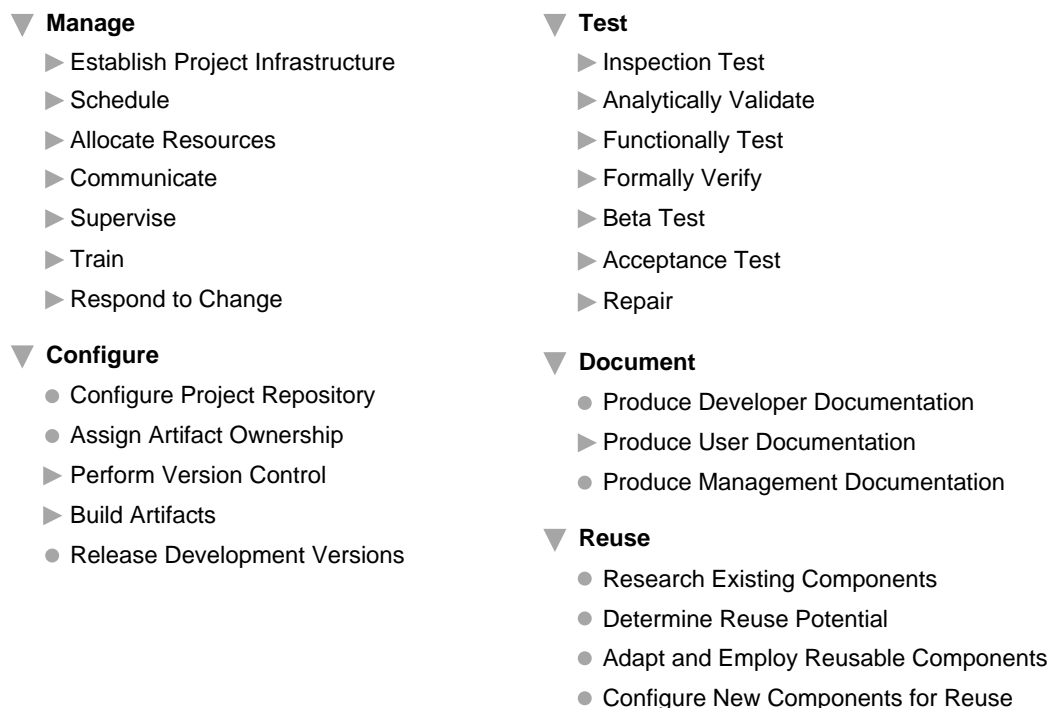 Manage
Establish Project Infrastructure
Schedule
Allocate Resources
Communicate
Supervise
Train
Respond to Change
Configure
Configure Project Repository
Assign Artifact Ownership
Perform Version Control
Build Artifacts
Release Development Versions
Test
Inspection Test
Analytically Validate
Functionally Test
Formally Verify
Beta Test
Acceptance Test
Repair
Document
Produce Developer Documentation
Produce User Documentation
Produce Management Documentation
Reuse
Research Existing Components
Determine Reuse Potential
Adapt and Employ Reusable Components
Configure New Components for Reuse